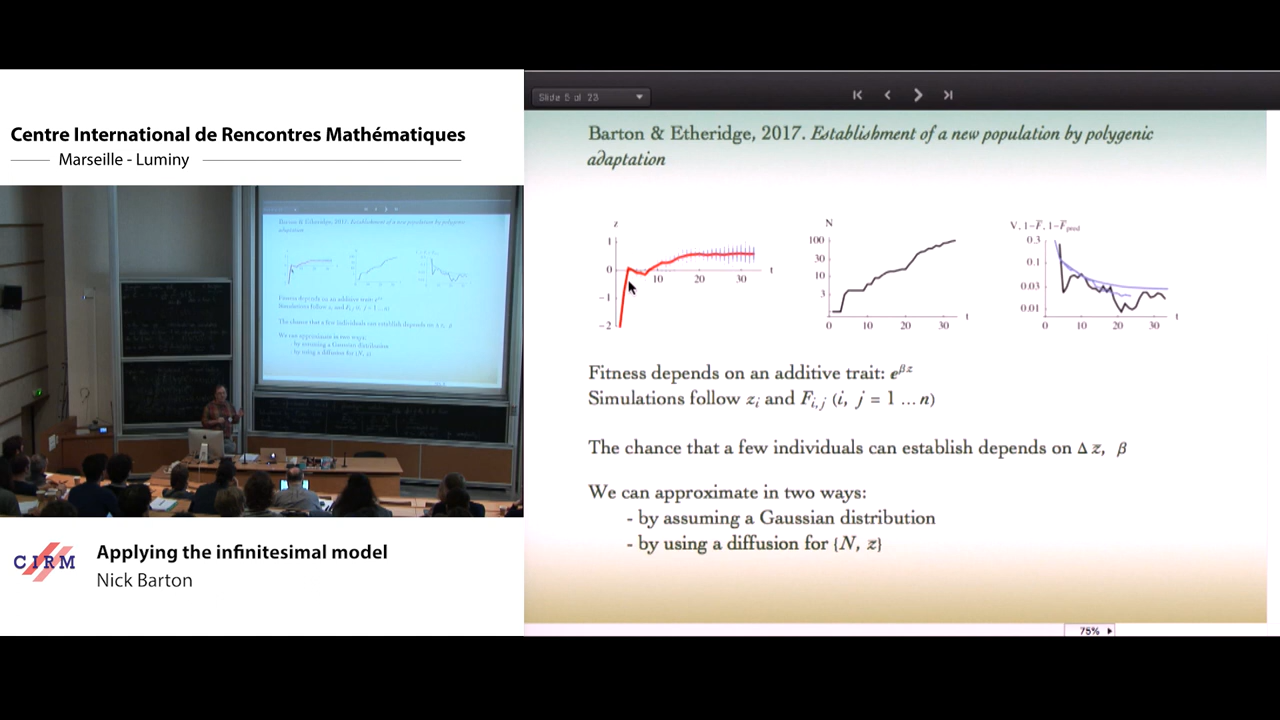 Centre International de Rencontres Mathématiques
Marseille - Luminy
CIRM
Applying the infinitesimal model
Nick Barton
Slide 5 of 23
Barton & Etheridge, 2017. Establishment of a new population by polygenic
adaptation
z
1
0
-1
-2
10
20
30
t
N
100
30
10
3
0
10
20
30
t
V. 1-F̅. 1-F̅pred
0.3
0.1
0.03
0.01
0
10
20
30
t
Fitness depends on an additive trait: e^{βz}
Simulations follow z_i and F_{i,j} (i, j = 1 ... n)
The chance that a few individuals can establish depends on Δ z, β
We can approximate in two ways:
- by assuming a Gaussian distribution
- by using a diffusion for {N, z}
75%